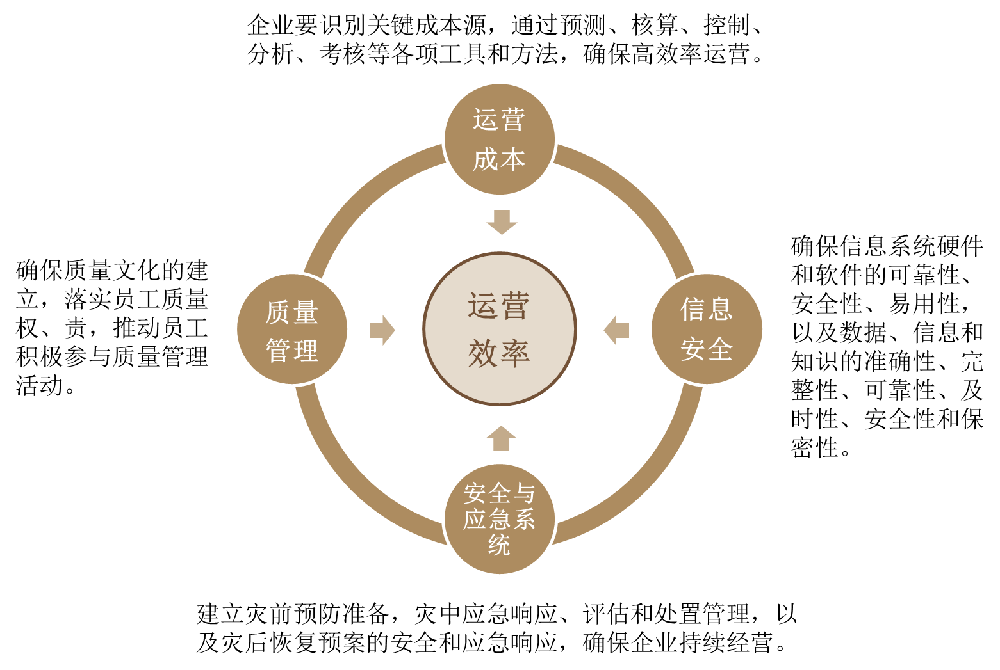 企业要识别关键成本源，通过预测、核算、控制、
分析、考核等各项工具和方法，确保高效率运营。
运营
成本
确保质量文化的建
立，落实员工质量
权、责，推动员工
积极参与质量管理
活动。
质量
管理
运营
效率
信息
安全
确保信息系统硬件
和软件的可靠性、
安全性、易用性，
以及数据、信息和
知识的准确性、完
整性、可靠性、及
时性、安全性和保
密性。
安全与
应急系
统
建立灾前预防准备，灾中应急响应、评估和处置管理，以
及灾后恢复预案的安全和应急响应，确保企业持续经营。